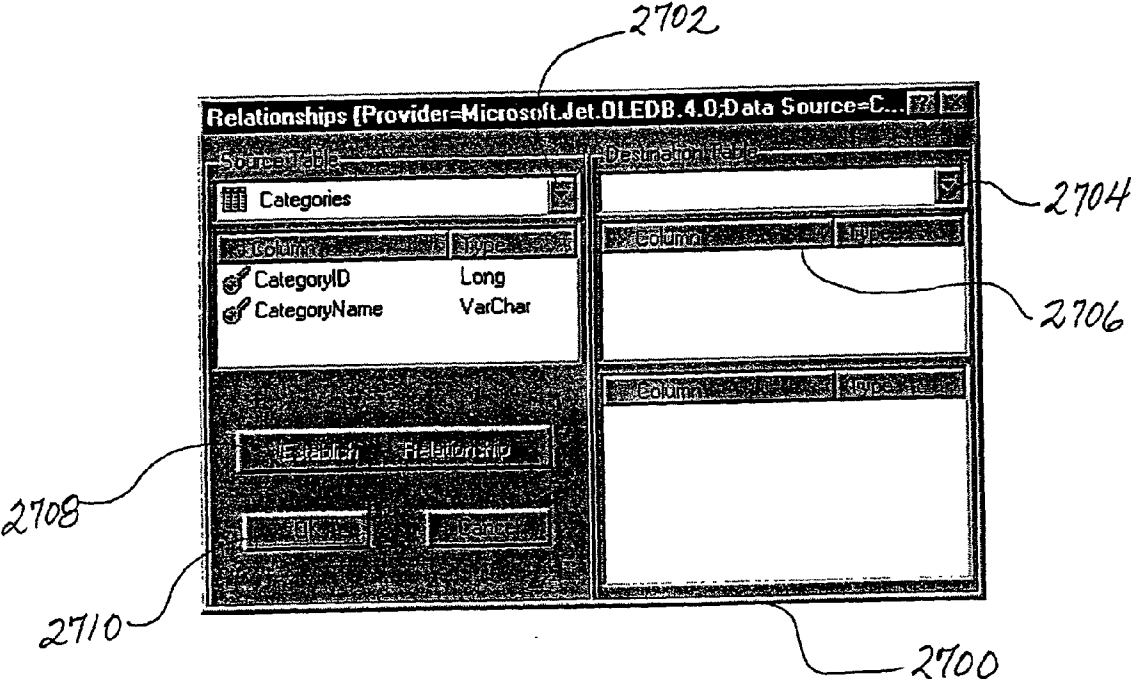 2702
Relationships {Provider=Microsoft.Jet.OLEDB.4.0;Data Source=C...
Source Table
Destination Table
Categories
2704
Column Type
Column Type
CategoryID Long
CategoryName VarChar
2706
Column Type
Establish Relationship
2708
Cancel
2710
2700